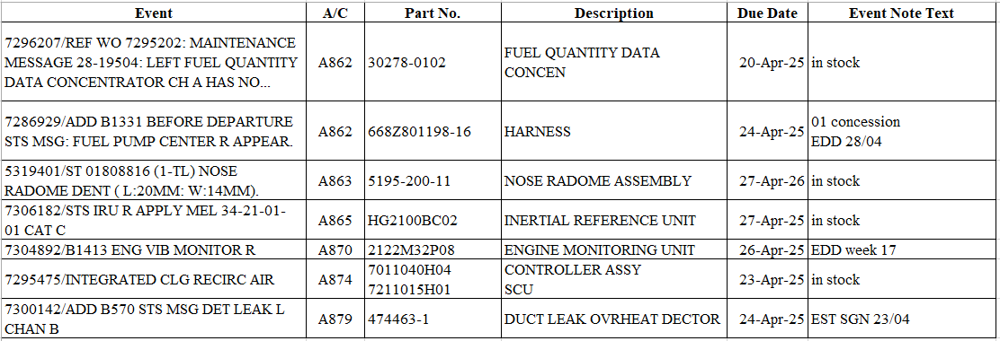 Event A/C Part No. Description Due Date Event Note Text
7296207/REF WO 7295202: MAINTENANCE
MESSAGE 28-19504: LEFT FUEL QUANTITY
DATA CONCENTRATOR CH A HAS NO...
A862
30278-0102
FUEL QUANTITY DATA
CONCEN
20-Apr-25
in stock
7286929/ADD B1331 BEFORE DEPARTURE
STS MSG: FUEL PUMP CENTER R APPEAR.
A862
668Z801198-16
HARNESS
24-Apr-25
01 concession
EDD 28/04
5319401/ST 01808816 (1-TL) NOSE
RADOME DENT ( L:20MM: W:14MM).
A863
5195-200-11
NOSE RADOME ASSEMBLY
27-Apr-26
in stock
7306182/STS IRU R APPLY MEL 34-21-01-
01 CAT C
A865
HG2100BC02
INERTIAL REFERENCE UNIT
27-Apr-25
in stock
7304892/B1413 ENG VIB MONITOR R
A870
2122M32P08
ENGINE MONITORING UNIT
26-Apr-25
EDD week 17
7295475/INTEGRATED CLG RECIRC AIR
A874
7011040H04
7211015H01
CONTROLLER ASSY
SCU
23-Apr-25
in stock
7300142/ADD B570 STS MSG DET LEAK L
CHAN B
A879
474463-1
DUCT LEAK OVRHEAT DECTOR
24-Apr-25
EST SGN 23/04